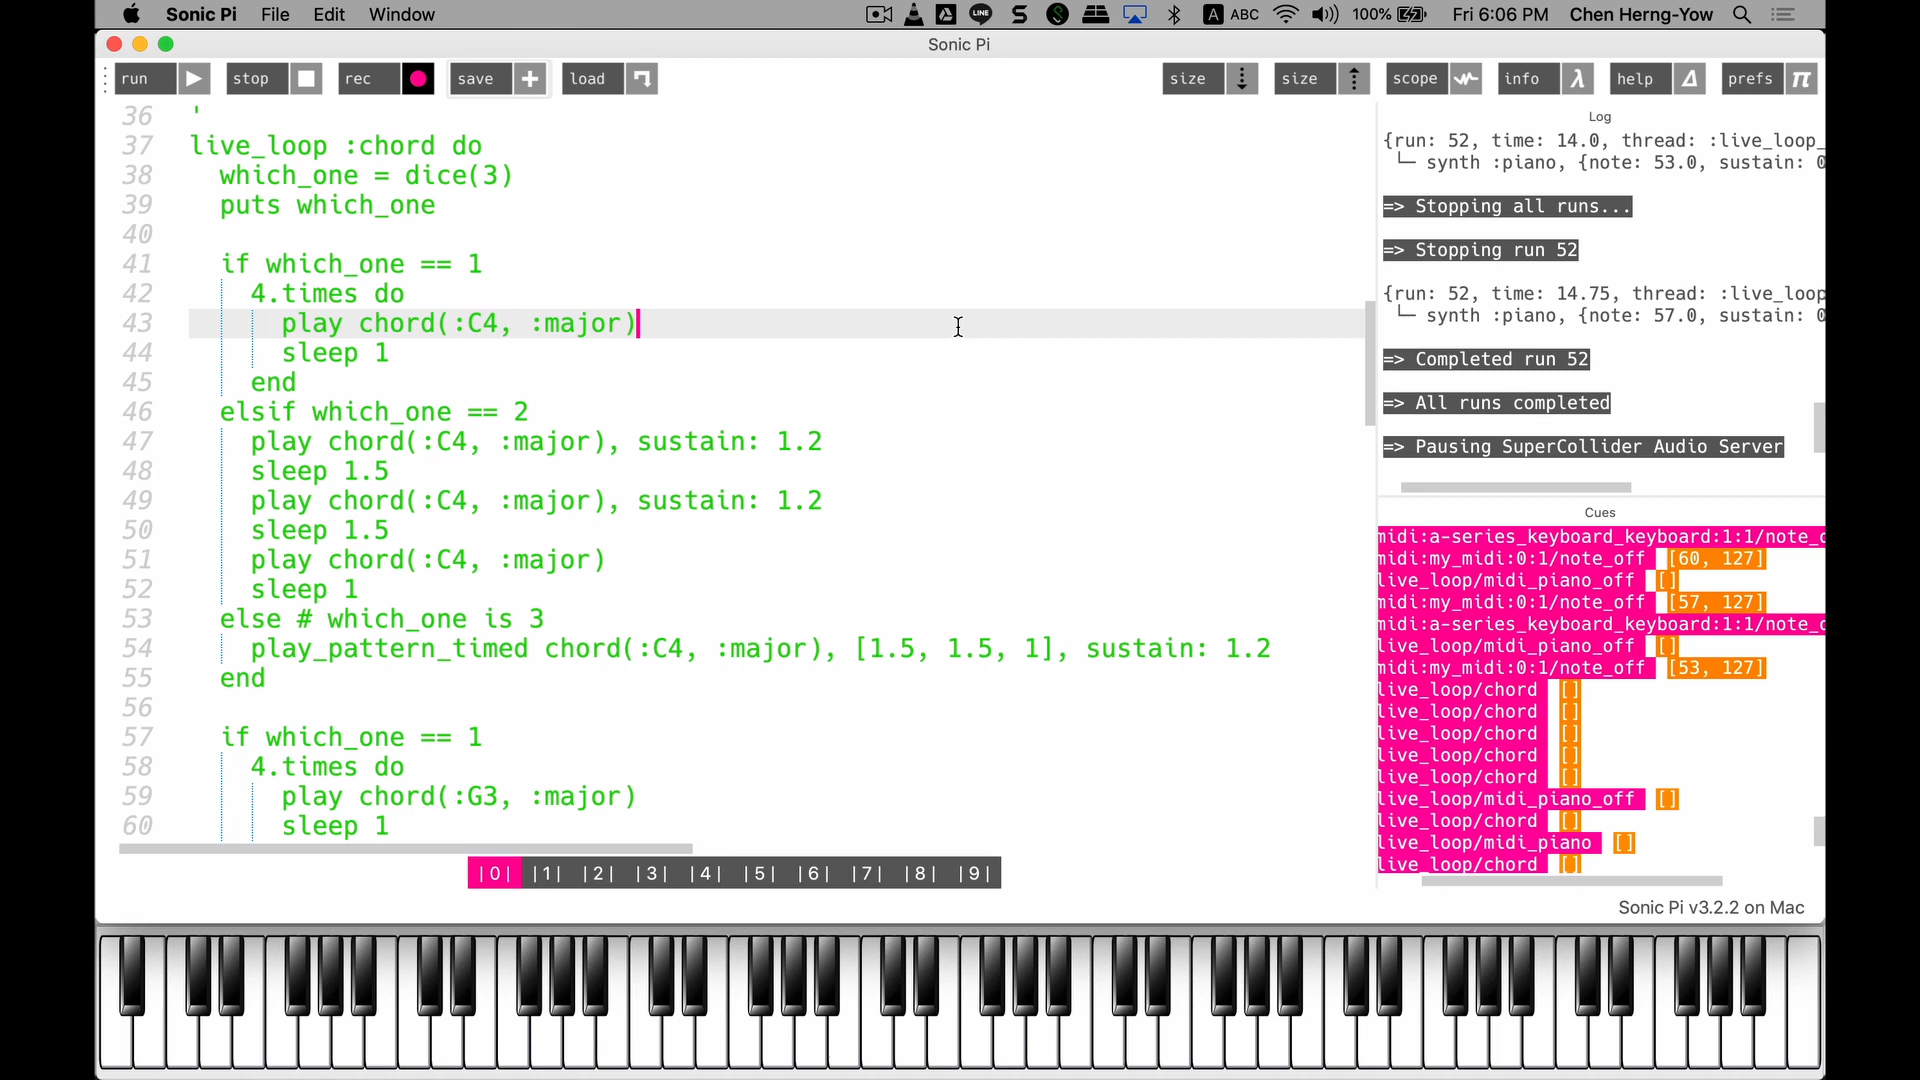 Sonic Pi File Edit Window
LINE A ABC 100% Fri 6:06 PM Chen Herng-Yow
Sonic Pi
run stop rec save load size size scope info help prefs
36 '
37 live_loop :chord do
38 which_one = dice(3)
39 puts which_one
40
41 if which_one == 1
42 4.times do
43 play chord(:C4, :major)
44 sleep 1
45 end
46 elsif which_one == 2
47 play chord(:C4, :major), sustain: 1.2
48 sleep 1.5
49 play chord(:C4, :major), sustain: 1.2
50 sleep 1.5
51 play chord(:C4, :major)
52 sleep 1
53 else # which_one is 3
54 play_pattern_timed chord(:C4, :major), [1.5, 1.5, 1], sustain: 1.2
55 end
56
57 if which_one == 1
58 4.times do
59 play chord(:G3, :major)
60 sleep 1
|0| |1| |2| |3| |4| |5| |6| |7| |8| |9|
Log
{run: 52, time: 14.0, thread: :live_loop_
└─ synth :piano, {note: 53.0, sustain: 0
=> Stopping all runs...
=> Stopping run 52
{run: 52, time: 14.75, thread: :live_loop
└─ synth :piano, {note: 57.0, sustain: 0
=> Completed run 52
=> All runs completed
=> Pausing SuperCollider Audio Server
Cues
midi:a-series_keyboard_keyboard:1:1/note_o
midi:my_midi:0:1/note_off [60, 127]
live_loop/midi_piano_off []
midi:my_midi:0:1/note_off [57, 127]
midi:a-series_keyboard_keyboard:1:1/note_o
live_loop/midi_piano_off []
midi:my_midi:0:1/note_off [53, 127]
live_loop/chord []
live_loop/chord []
live_loop/chord []
live_loop/chord []
live_loop/chord []
live_loop/midi_piano_off []
live_loop/chord []
live_loop/midi_piano []
live_loop/chord []
Sonic Pi v3.2.2 on Mac